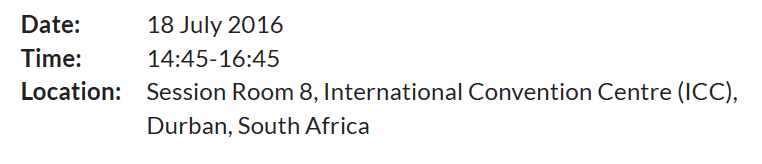 Date: 18 July 2016
Time: 14:45-16:45
Location: Session Room 8, International Convention Centre (ICC),
Durban, South Africa